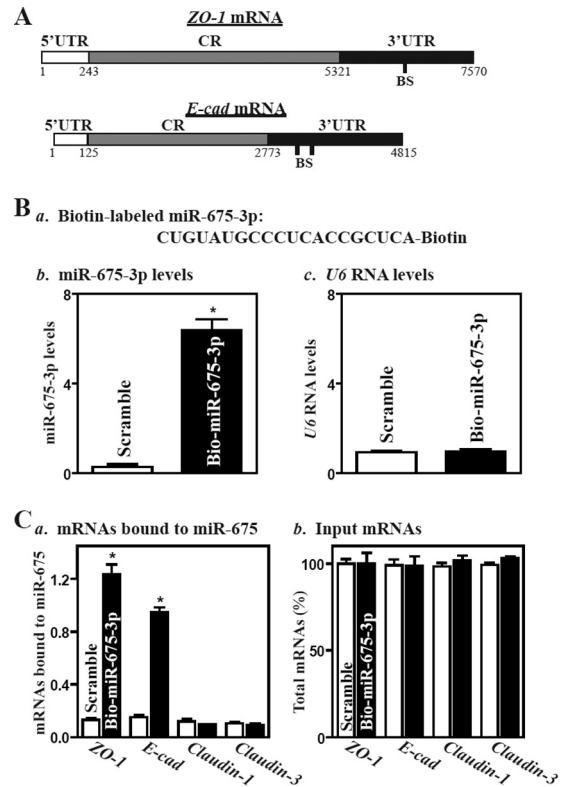 A
ZO-1 mRNA
5'UTR CR 3'UTR
1 243 5321 7570
BS
E-cad mRNA
5'UTR CR 3'UTR
1 125 2773 4815
BS
B
a. Biotin-labeled miR-675-3p:
CUGUAUGCCCUCACCGCUCA-Biotin
b. miR-675-3p levels
miR-675-3p levels
8
4
0
Scramble
Bio-miR-675-3p
*
c. U6 RNA levels
U6 RNA levels
8
4
0
Scramble
Bio-miR-675-3p
C
a. mRNAs bound to miR-675
mRNAs bound to miR-675
1.2
0.8
0.4
0.0
Scramble
Bio-miR-675-3p
*
*
ZO-1 E-cad Claudin-1 Claudin-3
b. Input mRNAs
Total mRNAs (%)
100
50
0
Scramble
Bio-miR-675-3p
ZO-1 E-cad Claudin-1 Claudin-3